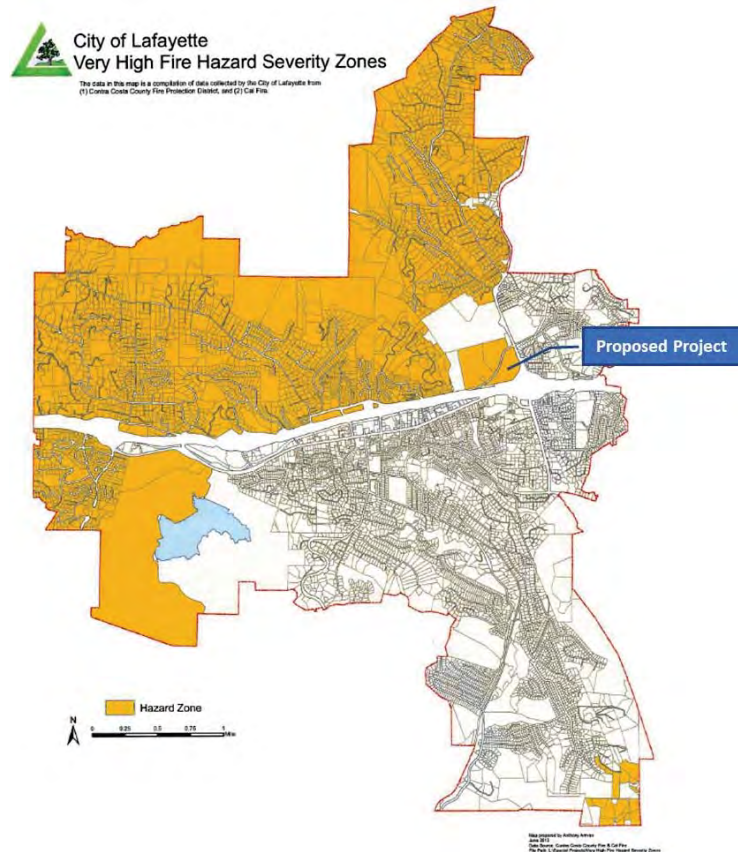 City of Lafayette
Very High Fire Hazard Severity Zones
The data in this map is a compilation of data collected by the City of Lafayette from
(1) Contra Costa County Fire Protection District, and (2) Cal Fire.
Proposed Project
Hazard Zone
N
0 0.25 0.5 0.75 1
Miles
Map prepared by Anthony
June 2013
Data Source: Contra Costa County Fire & Cal Fire